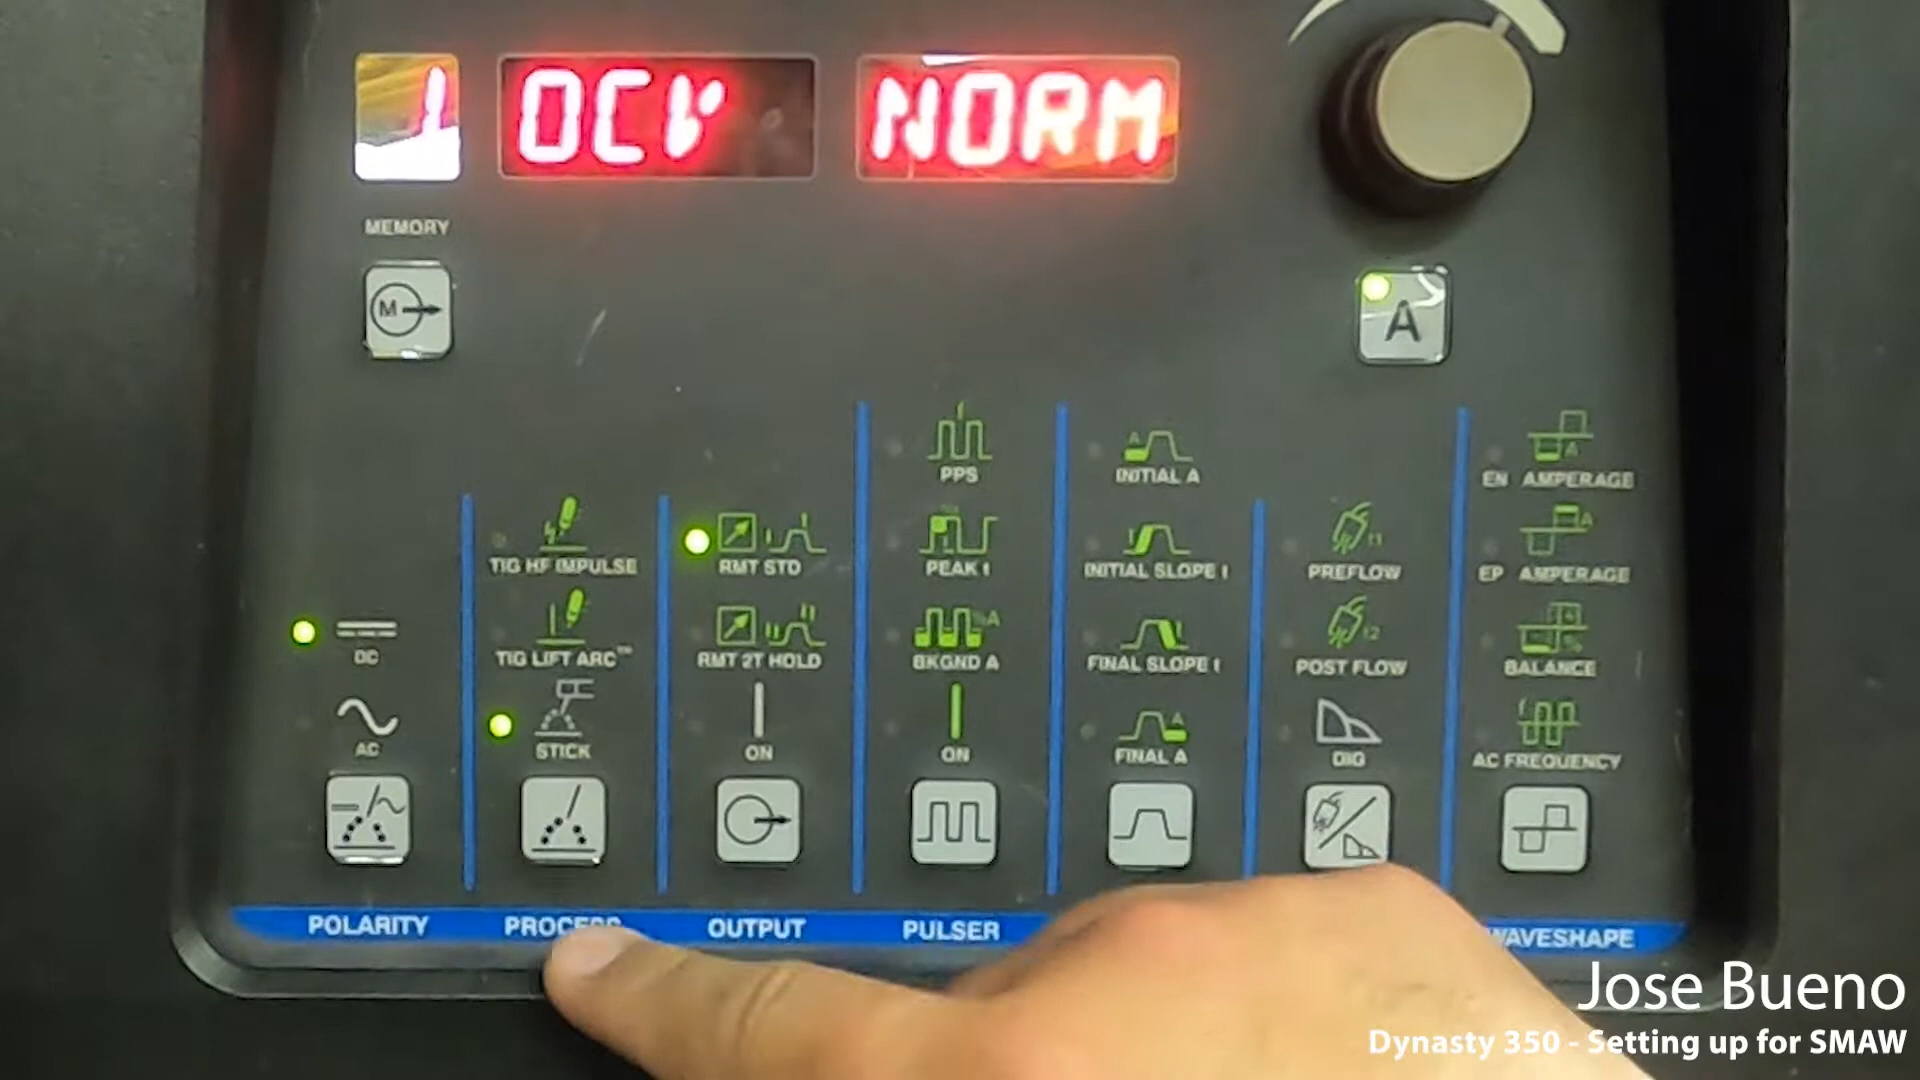 1 OCV NORM
MEMORY
M
A
PPS
INITIAL A
EN AMPERAGE
TIG HF IMPULSE
RMT STD
PEAK t
INITIAL SLOPE t
PREFLOW
EP AMPERAGE
DC
TIG LIFT ARC™
RMT 2T HOLD
BKGND A
FINAL SLOPE t
POST FLOW
BALANCE
AC
STICK
ON
ON
FINAL A
DIG
AC FREQUENCY
POLARITY
PROCESS
OUTPUT
PULSER
WAVESHAPE
Jose Bueno
Dynasty 350 - Setting up for SMAW